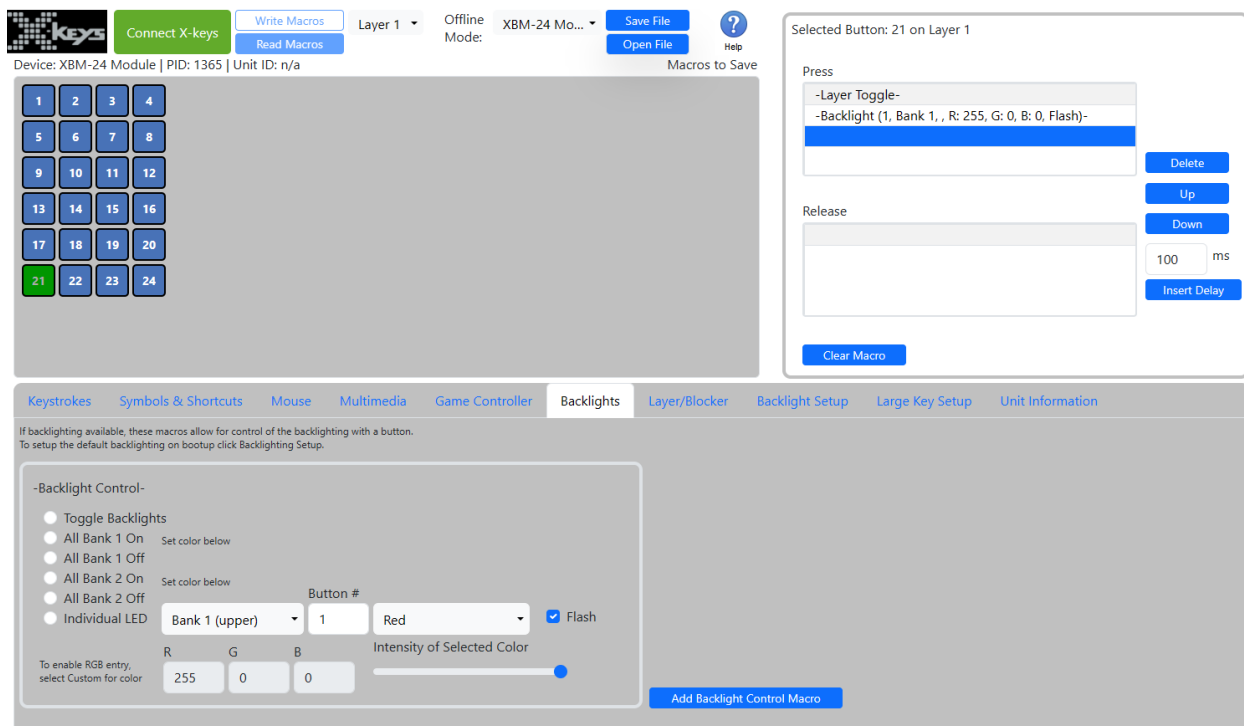 KEYS
Connect X-keys
Write Macros
Read Macros
Layer 1
Offline Mode:
XBM-24 Mo...
Save File
Open File
Help
Device: XBM-24 Module | PID: 1365 | Unit ID: n/a
Macros to Save
1 2 3 4
5 6 7 8
9 10 11 12
13 14 15 16
17 18 19 20
21 22 23 24
Selected Button: 21 on Layer 1
Press
-Layer Toggle-
-Backlight (1, Bank 1, , R: 255, G: 0, B: 0, Flash)-
Release
Delete
Up
Down
100 ms
Insert Delay
Clear Macro
Keystrokes Symbols & Shortcuts Mouse Multimedia Game Controller Backlights Layer/Blocker Backlight Setup Large Key Setup Unit Information
If backlighting available, these macros allow for control of the backlighting with a button.
To setup the default backlighting on bootup click Backlighting Setup.
-Backlight Control-
Toggle Backlights
All Bank 1 On Set color below
All Bank 1 Off
All Bank 2 On Set color below
All Bank 2 Off
Button #
Individual LED Bank 1 (upper) 1 Red Flash
R G B Intensity of Selected Color
To enable RGB entry,
select Custom for color
255 0 0
Add Backlight Control Macro